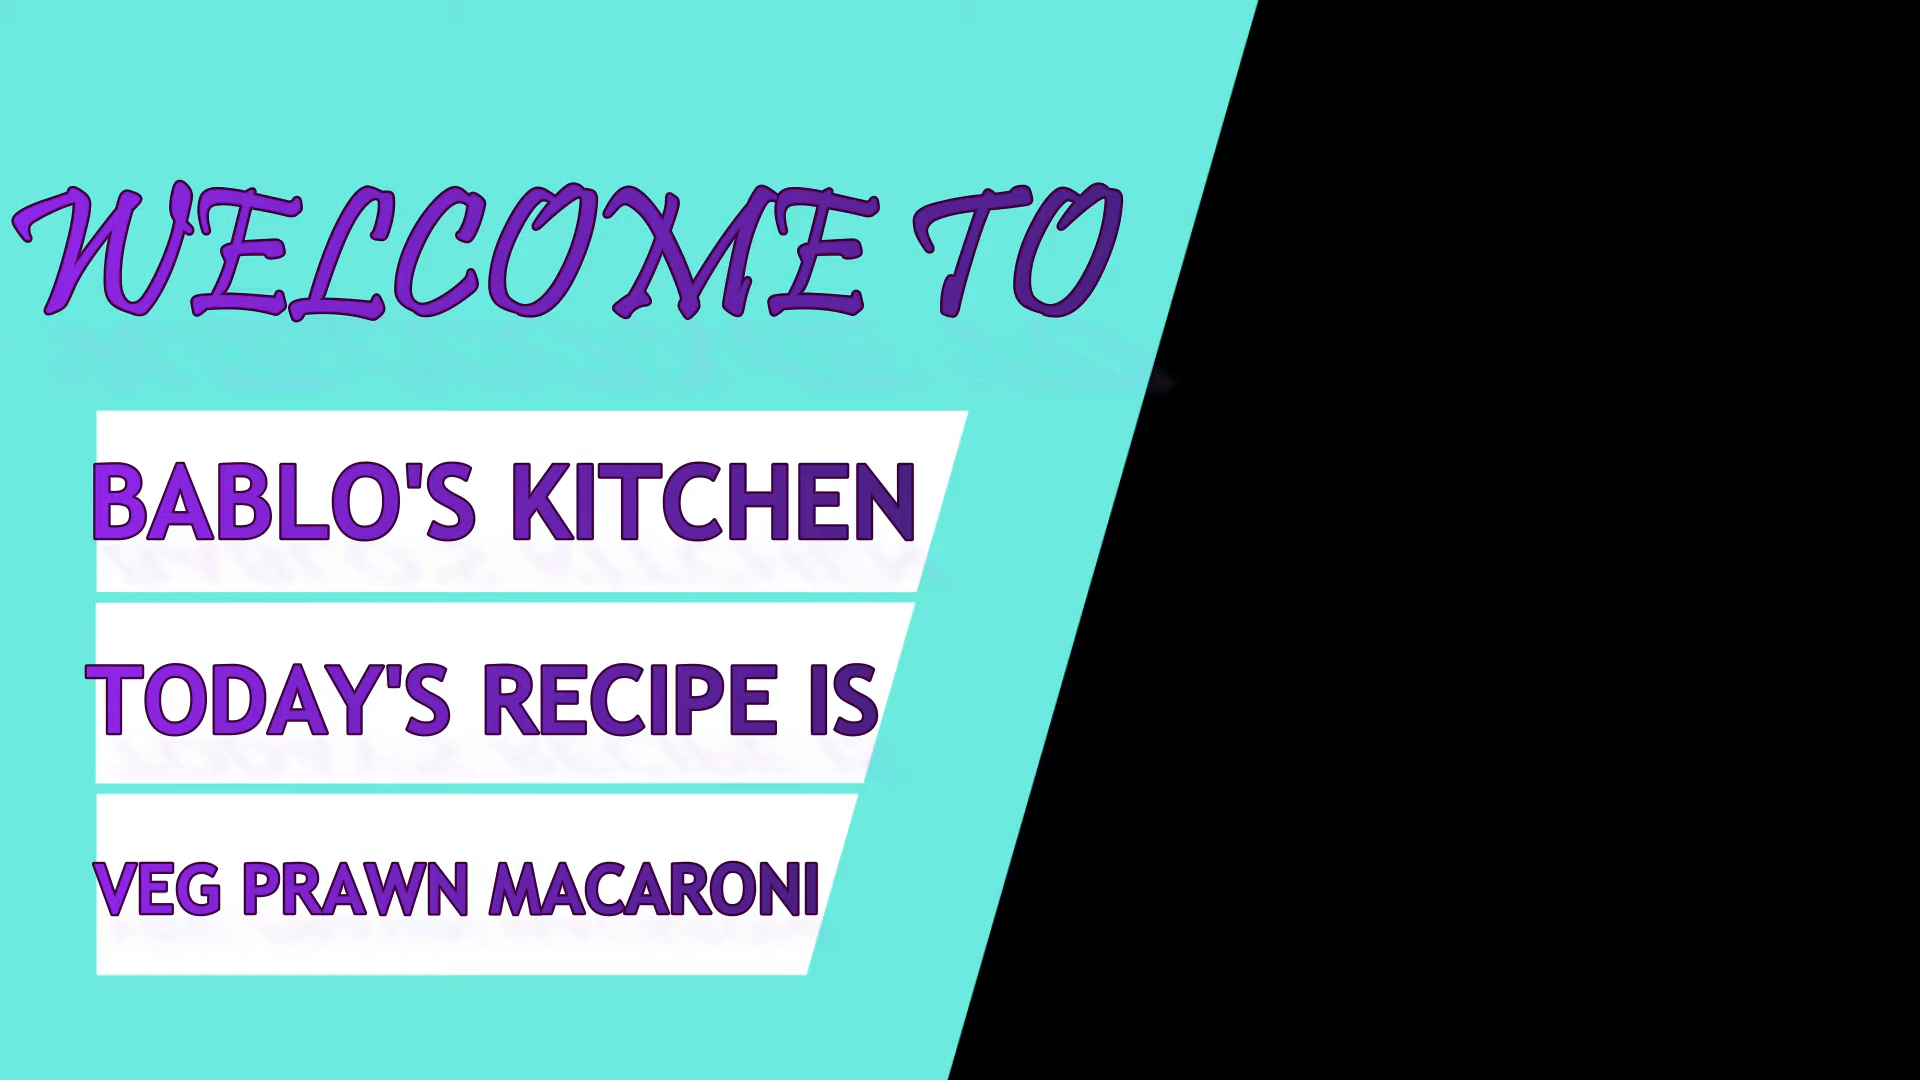 WELCOME TO
BABLO'S KITCHEN
TODAY'S RECIPE IS
VEG PRAWN MACARONI